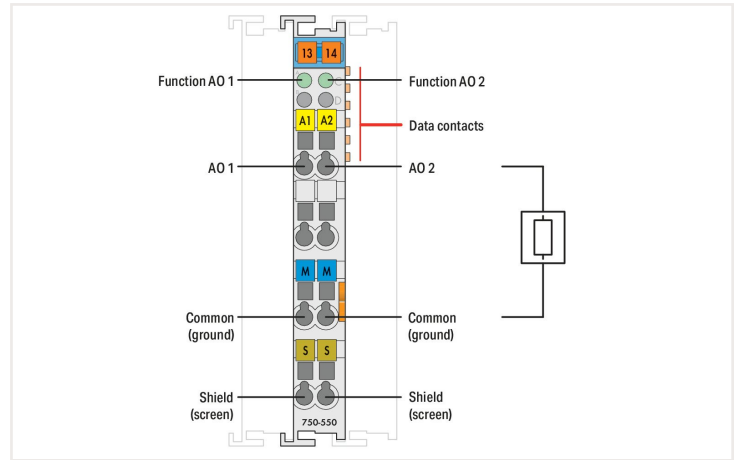 13 14
Function AO 1
Function AO 2
C
D
A1 A2
Data contacts
AO 1
AO 2
M M
Common
(ground)
Common
(ground)
S S
Shield
(screen)
Shield
(screen)
750-550